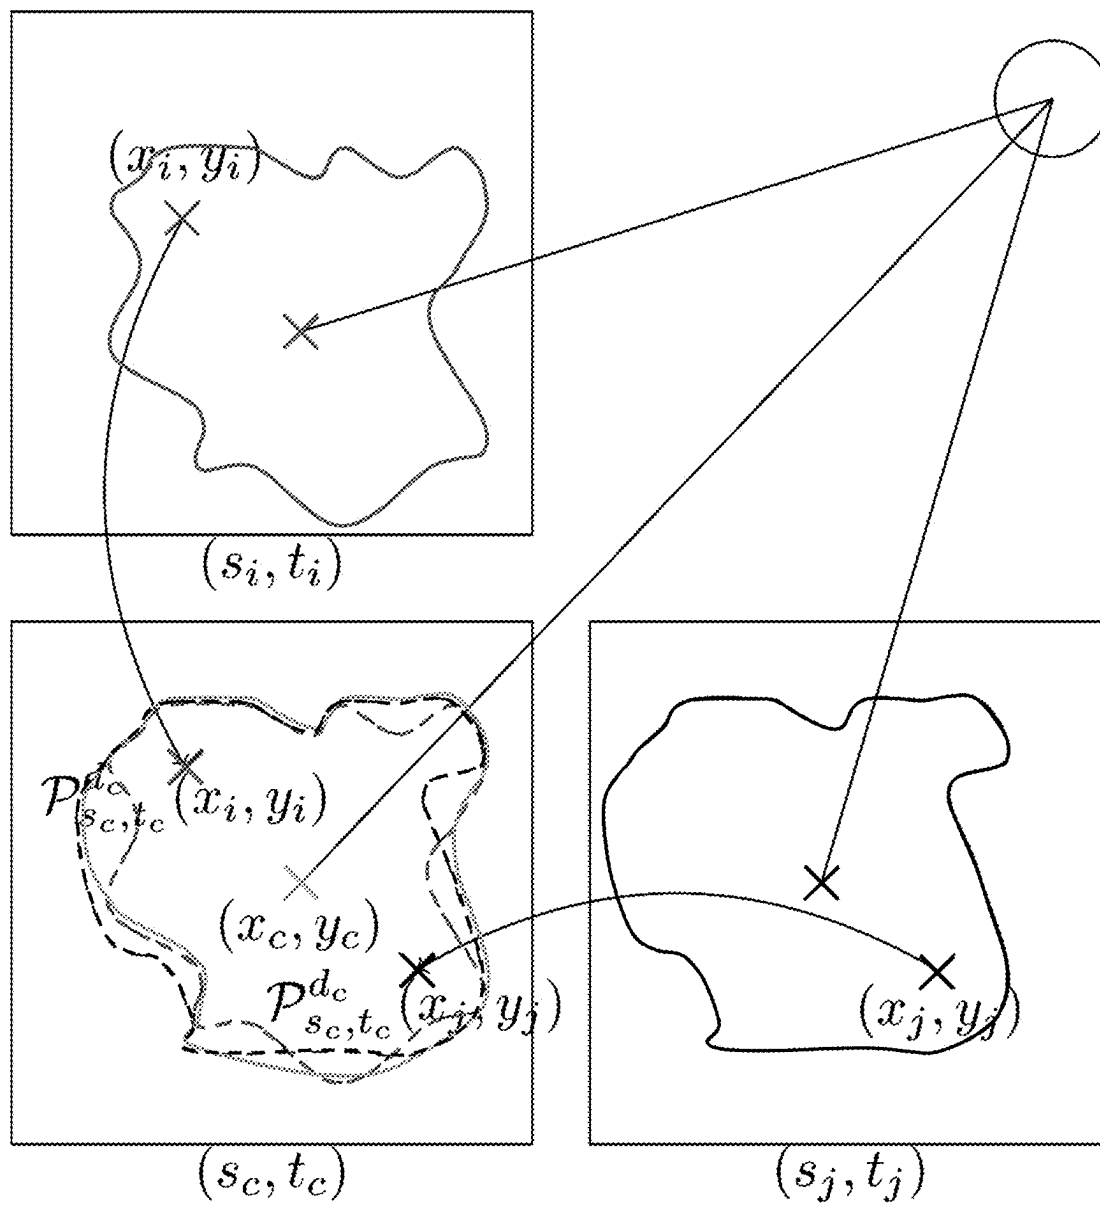 (x_i, y_i)
(s_i, t_i)
P^{d_c}_{s_c, t_c} (x_i, y_i)
(x_c, y_c)
P^{d_c}_{s_c, t_c} (x_j, y_j)
(x_j, y_j)
(s_c, t_c)
(s_j, t_j)